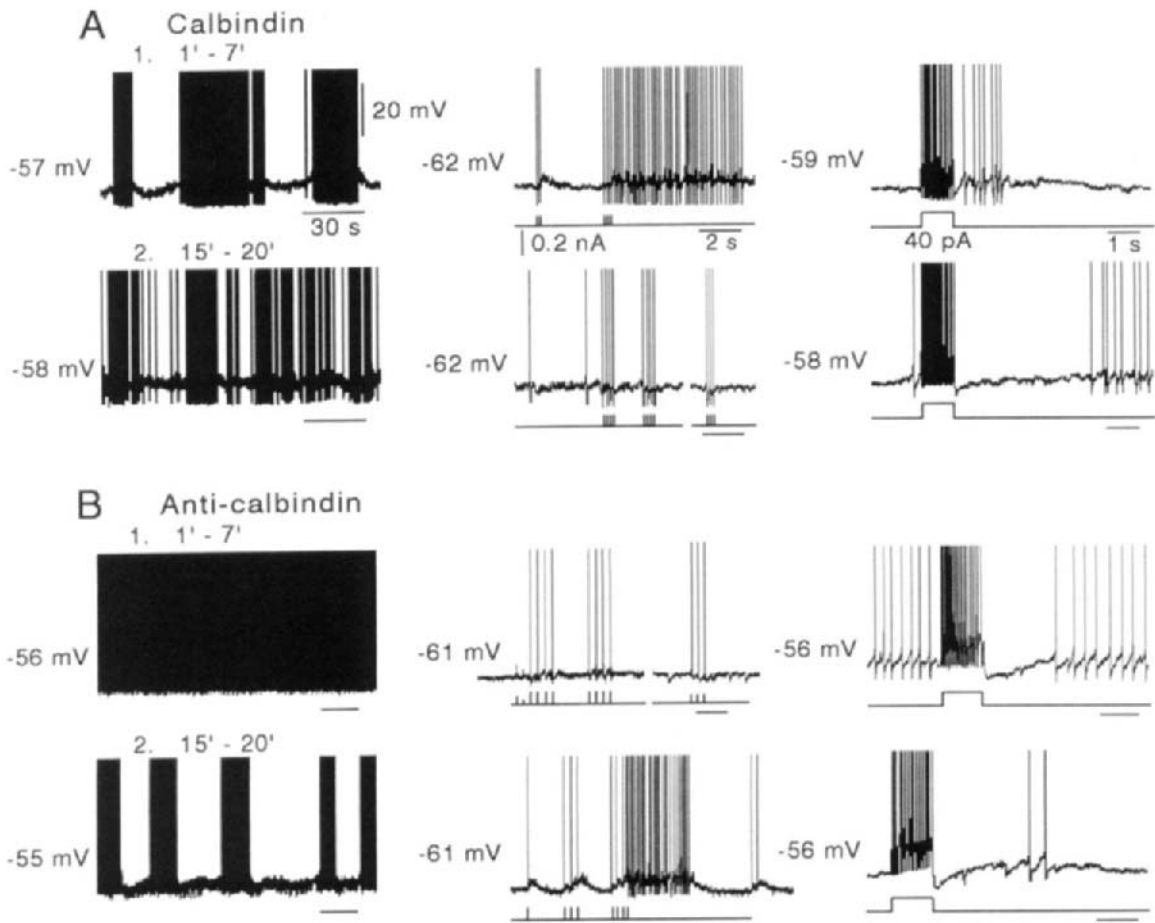 A Calbindin
1. 1' - 7'
20 mV
-57 mV
-62 mV
-59 mV
30 s
0.2 nA
2 s
40 pA
1 s
2. 15' - 20'
-58 mV
-62 mV
-58 mV
B Anti-calbindin
1. 1' - 7'
-56 mV
-61 mV
-56 mV
2. 15' - 20'
-55 mV
-61 mV
-56 mV